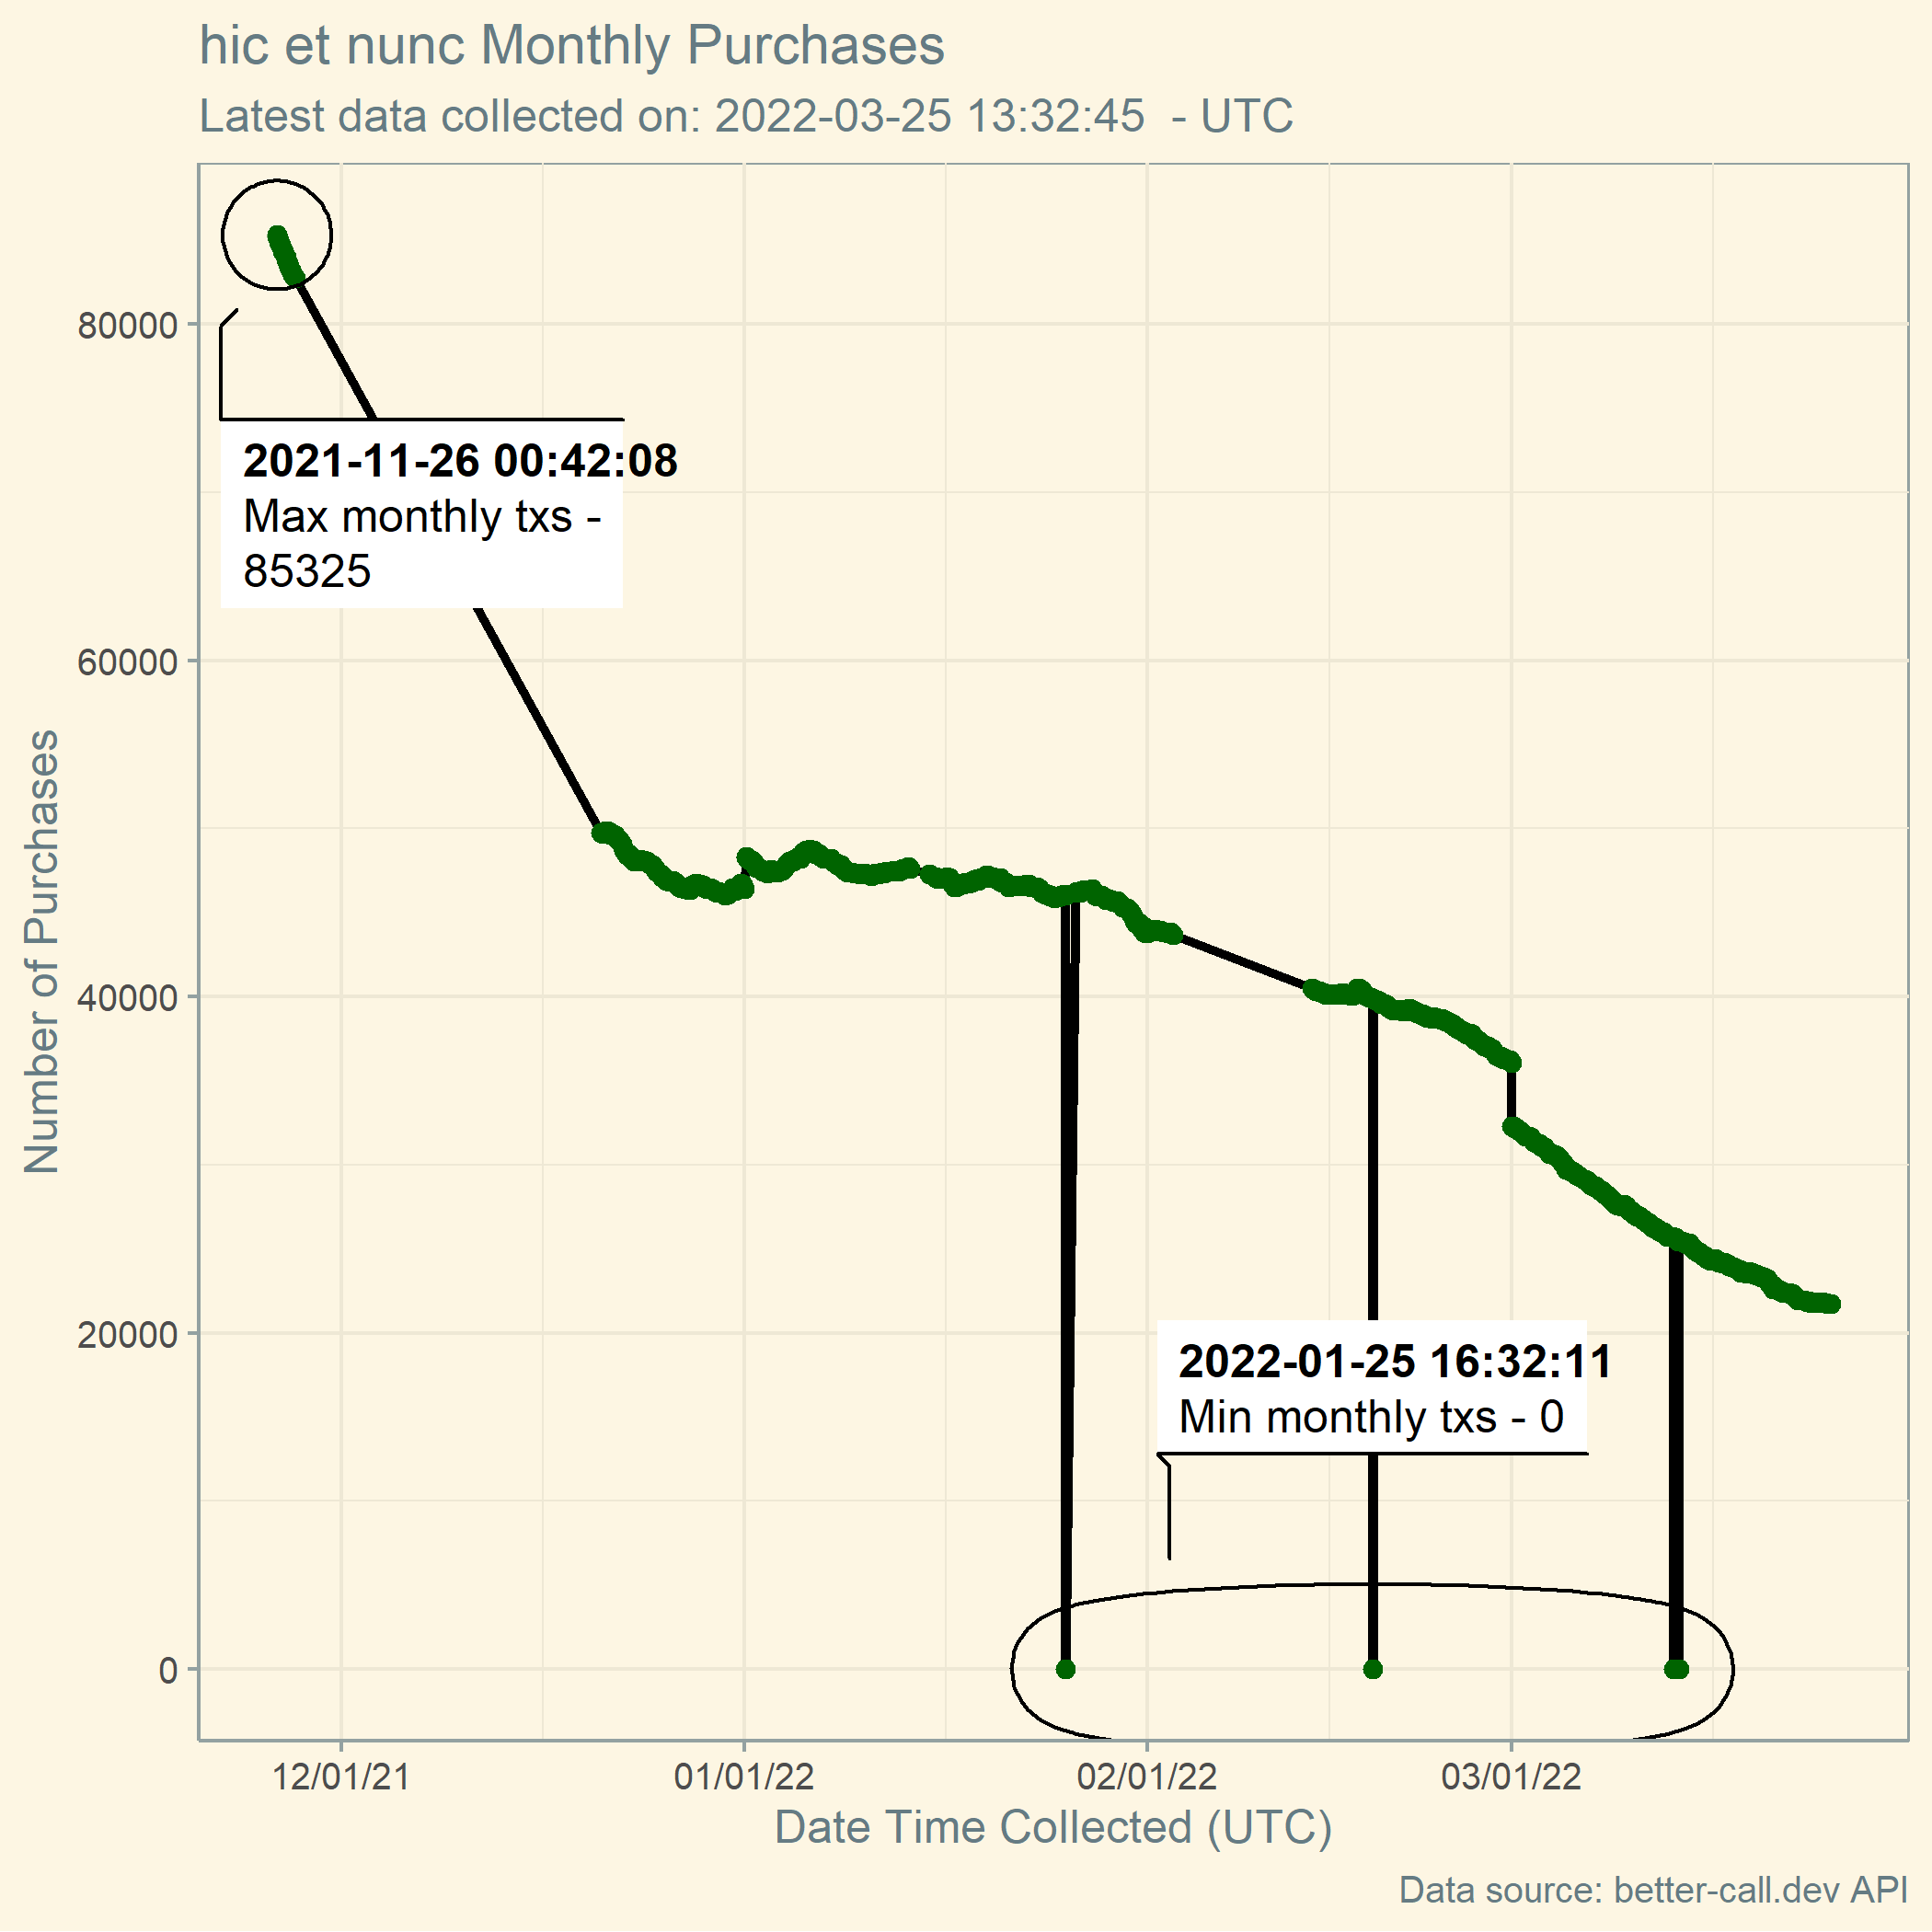 hic et nunc Monthly Purchases
Latest data collected on: 2022-03-25 13:32:45  - UTC
Number of Purchases
80000
60000
40000
20000
0
2021-11-26 00:42:08
Max monthly txs -
85325
2022-01-25 16:32:11
Min monthly txs - 0
12/01/21 01/01/22 02/01/22 03/01/22
Date Time Collected (UTC)
Data source: better-call.dev API